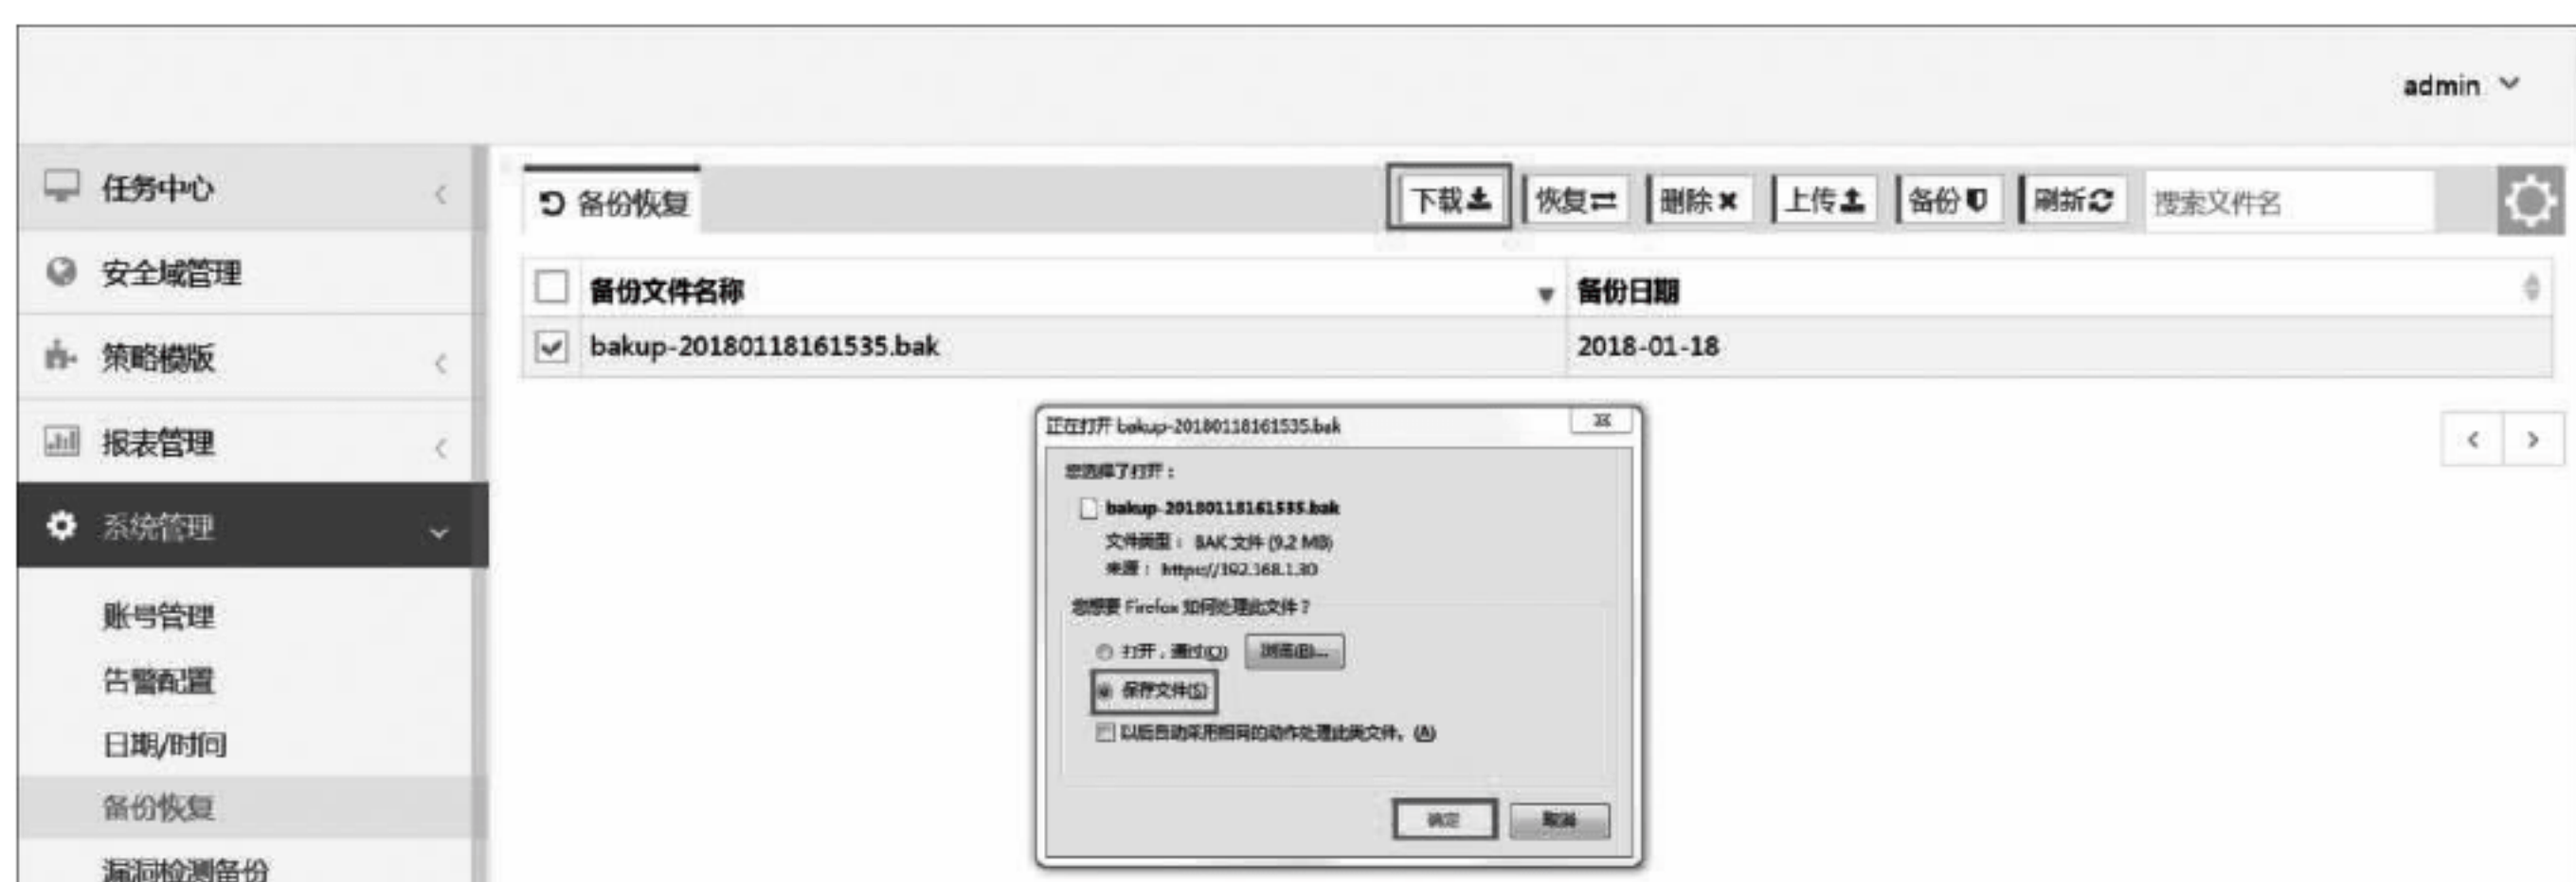 admin
任务中心
安全域管理
策略模版
报表管理
系统管理
账号管理
告警配置
日期/时间
备份恢复
漏洞检测备份
备份恢复
下载 恢复 删除 上传 备份 刷新 搜索文件名
备份文件名称 备份日期
bakup-20180118161535.bak 2018-01-18
正在打开 bakup-20180118161535.bak
您选择了打开：
bakup-20180118161535.bak
文件类型： BAK 文件 (9.2 MB)
来源： https://192.168.1.30
您想要 Firefox 如何处理此文件？
打开，通过(O) 浏览(B)...
保存文件(S)
以后自动采用相同的动作处理此类文件。(A)
确定 取消